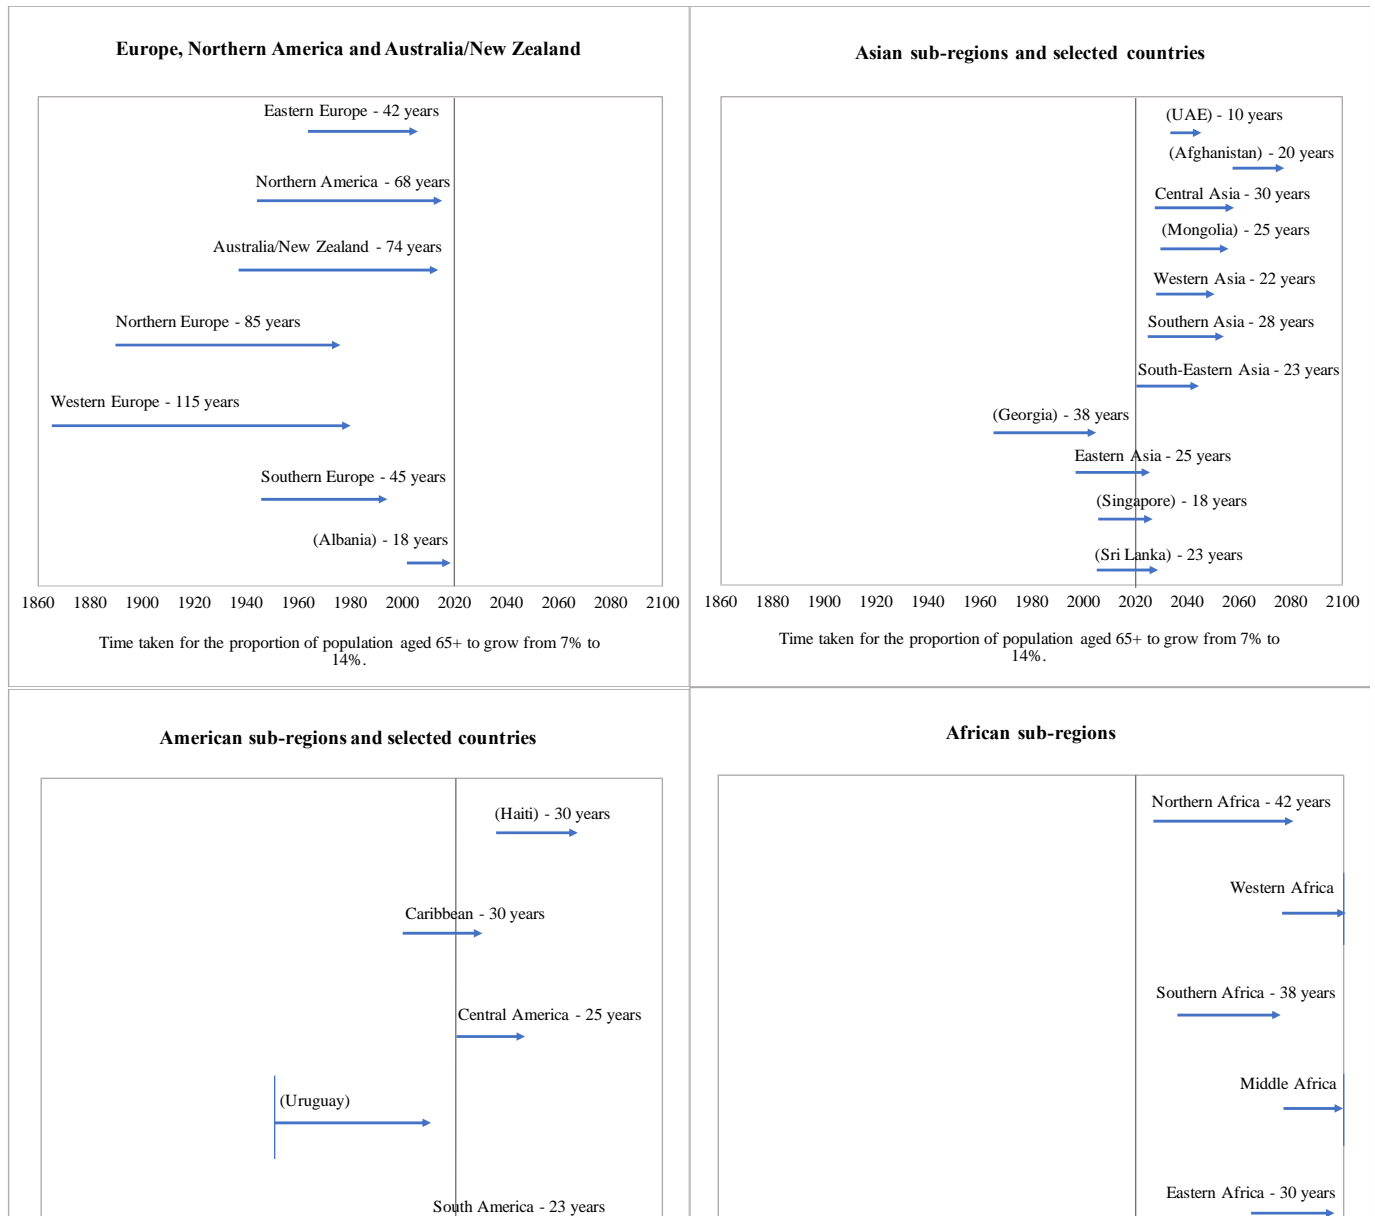 Europe, Northern America and Australia/New Zealand
Eastern Europe - 42 years
Northern America - 68 years
Australia/New Zealand - 74 years
Northern Europe - 85 years
Western Europe - 115 years
Southern Europe - 45 years
(Albania) - 18 years
1860 1880 1900 1920 1940 1960 1980 2000 2020 2040 2060 2080 2100
Time taken for the proportion of population aged 65+ to grow from 7% to
14%.
Asian sub-regions and selected countries
(UAE) - 10 years
(Afghanistan) - 20 years
Central Asia - 30 years
(Mongolia) - 25 years
Western Asia - 22 years
Southern Asia - 28 years
South-Eastern Asia - 23 years
(Georgia) - 38 years
Eastern Asia - 25 years
(Singapore) - 18 years
(Sri Lanka) - 23 years
1860 1880 1900 1920 1940 1960 1980 2000 2020 2040 2060 2080 2100
Time taken for the proportion of population aged 65+ to grow from 7% to
14%.
American sub-regions and selected countries
(Haiti) - 30 years
Caribbean - 30 years
Central America - 25 years
(Uruguay)
South America - 23 years
African sub-regions
Northern Africa - 42 years
Western Africa
Southern Africa - 38 years
Middle Africa
Eastern Africa - 30 years